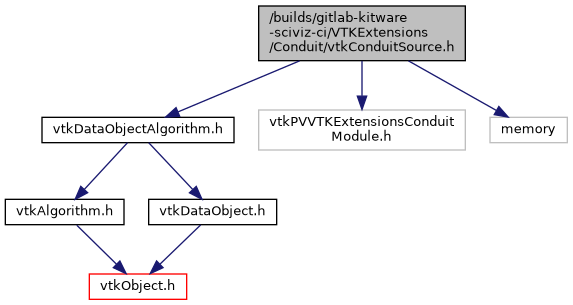 /builds/gitlab-kitware
-sciviz-ci/VTKExtensions
/Conduit/vtkConduitSource.h
vtkDataObjectAlgorithm.h
vtkPVVTKExtensionsConduit
Module.h
memory
vtkAlgorithm.h
vtkDataObject.h
vtkObject.h